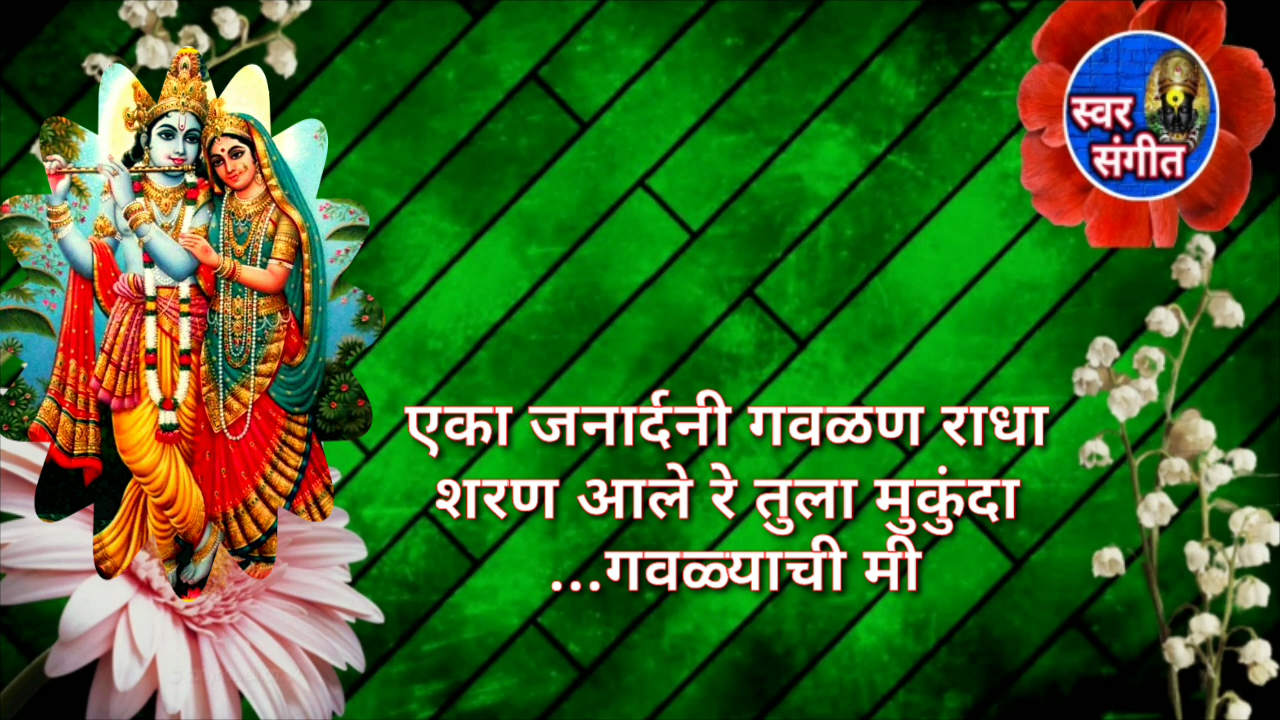 स्वर
संगीत
एका जनार्दनी गवळण राधा
शरण आले रे तुला मुकुंदा
...गवळ्याची मी